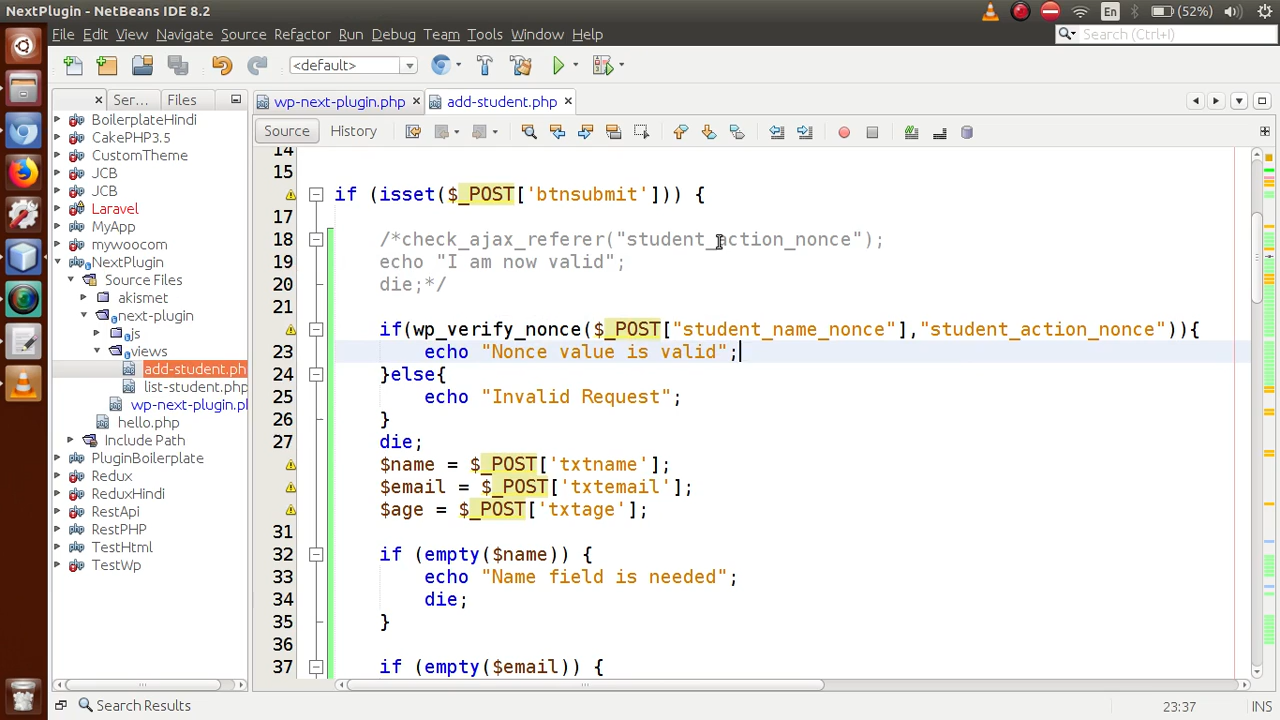 NextPlugin - NetBeans IDE 8.2
En
(52%)
File Edit View Navigate Source Refactor Run Debug Team Tools Window Help
Search (Ctrl+I)
<default>
Ser... Files
wp-next-plugin.php
add-student.php
Source History
BoilerplateHindi
CakePHP3.5
CustomTheme
JCB
JCB
Laravel
MyApp
mywoocom
NextPlugin
Source Files
akismet
next-plugin
js
views
add-student.ph
list-student.php
wp-next-plugin.pl
hello.php
Include Path
PluginBoilerplate
Redux
ReduxHindi
RestApi
RestPHP
TestHtml
TestWp
14
15
if (isset($_POST['btnsubmit'])) {
17
18 /*check_ajax_referer("student_action_nonce");
19 echo "I am now valid";
20 die;*/
21
if(wp_verify_nonce($_POST["student_name_nonce"],"student_action_nonce")){
23 echo "Nonce value is valid";
24 }else{
25 echo "Invalid Request";
26 }
27 die;
$name = $_POST['txtname'];
$email = $_POST['txtemail'];
$age = $_POST['txtage'];
31
32 if (empty($name)) {
33 echo "Name field is needed";
34 die;
35 }
36
37 if (empty($email)) {
Search Results
23:37
INS